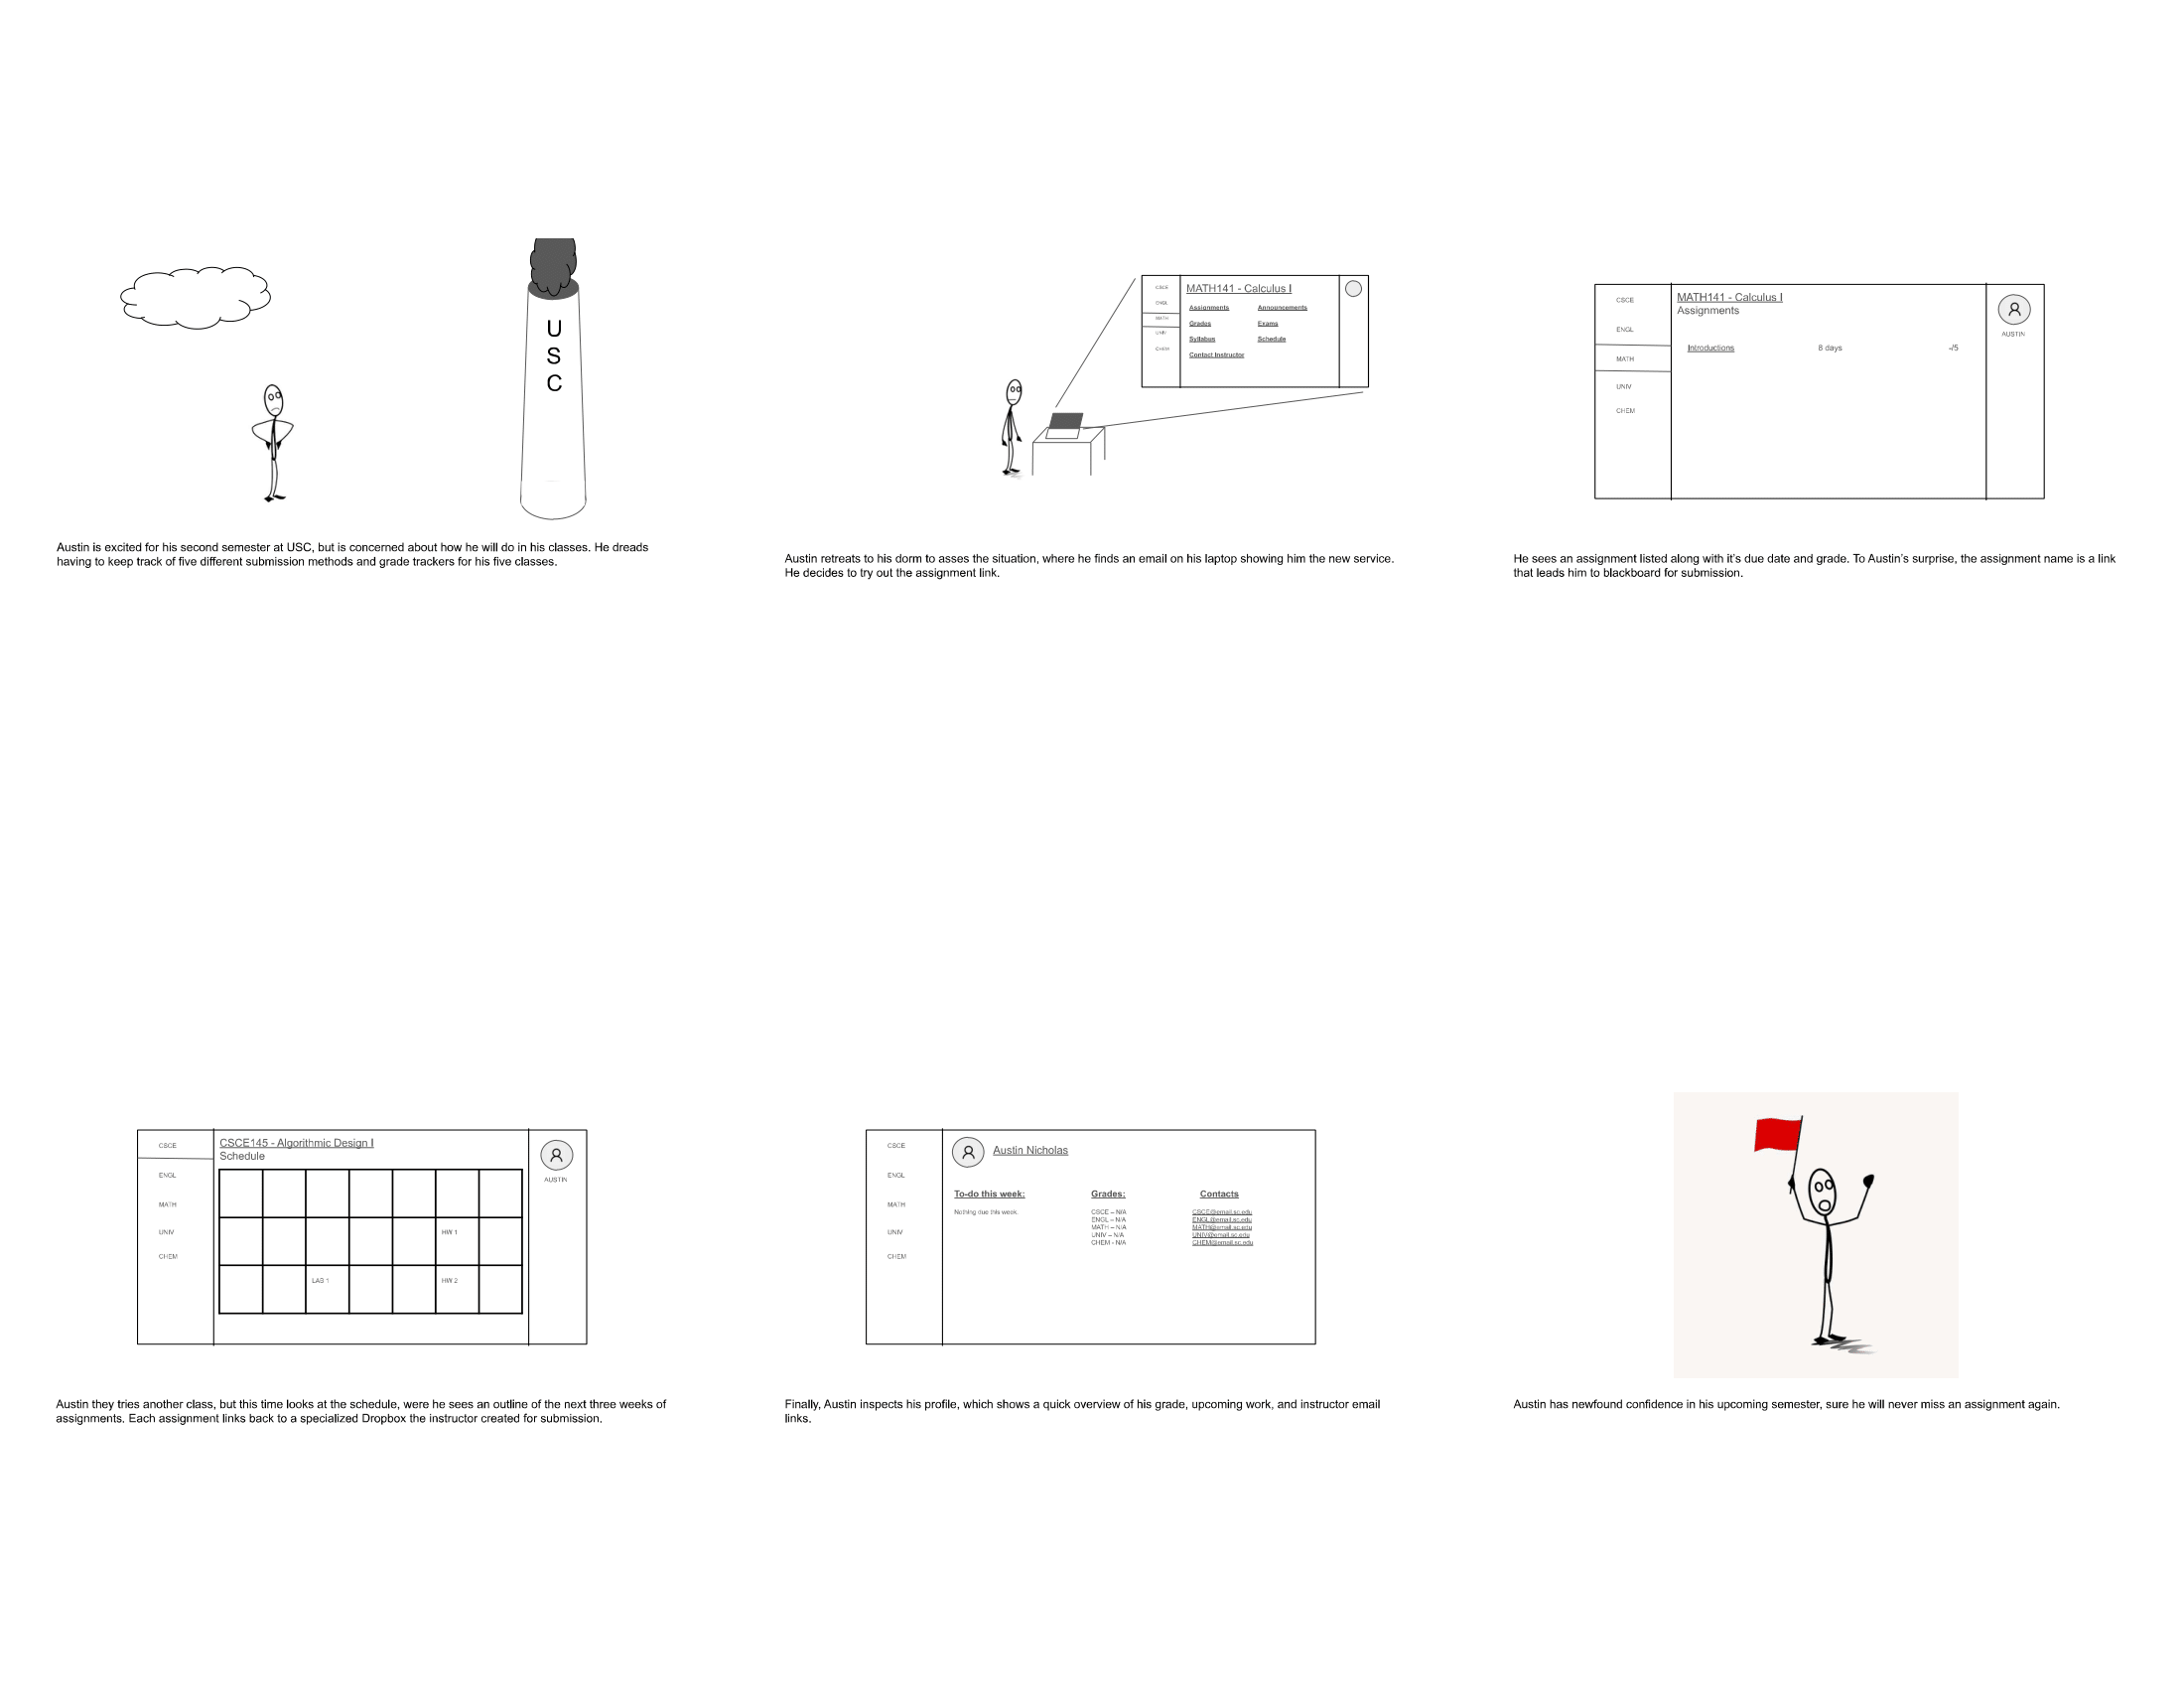 U
S
C
Austin is excited for his second semester at USC, but is concerned about how he will do in his classes. He dreads
having to keep track of five different submission methods and grade trackers for his five classes.
CSCE
ENGL
MATH
UNIV
CHEM
MATH141 - Calculus I
Assignments
Announcements
Grades
Exams
Syllabus
Schedule
Contact Instructor
Austin retreats to his dorm to asses the situation, where he finds an email on his laptop showing him the new service.
He decides to try out the assignment link.
CSCE
ENGL
MATH
UNIV
CHEM
MATH141 - Calculus I
Assignments
Introductions 8 days -/5
AUSTIN
He sees an assignment listed along with it's due date and grade. To Austin's surprise, the assignment name is a link
that leads him to blackboard for submission.
CSCE
ENGL
MATH
UNIV
CHEM
CSCE145 - Algorithmic Design I
Schedule
HW 1
LAB 1
HW 2
AUSTIN
Austin they tries another class, but this time looks at the schedule, were he sees an outline of the next three weeks of
assignments. Each assignment links back to a specialized Dropbox the instructor created for submission.
CSCE
ENGL
MATH
UNIV
CHEM
Austin Nicholas
To-do this week:
Nothing due this week.
Grades:
CSCE – N/A
ENGL – N/A
MATH – N/A
UNIV – N/A
CHEM - N/A
Contacts
CSCE@email.sc.edu
ENGL@email.sc.edu
MATH@email.sc.edu
UNIV@email.sc.edu
CHEM@email.sc.edu
Finally, Austin inspects his profile, which shows a quick overview of his grade, upcoming work, and instructor email
links.
Austin has newfound confidence in his upcoming semester, sure he will never miss an assignment again.